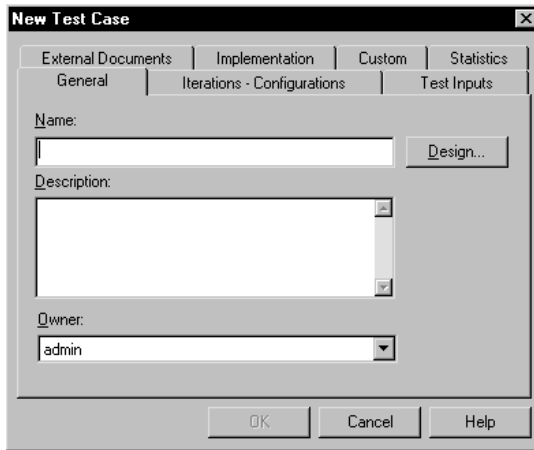 New Test Case
External Documents Implementation Custom Statistics
General Iterations - Configurations Test Inputs
Name:
Design...
Description:
Owner:
admin
OK Cancel Help